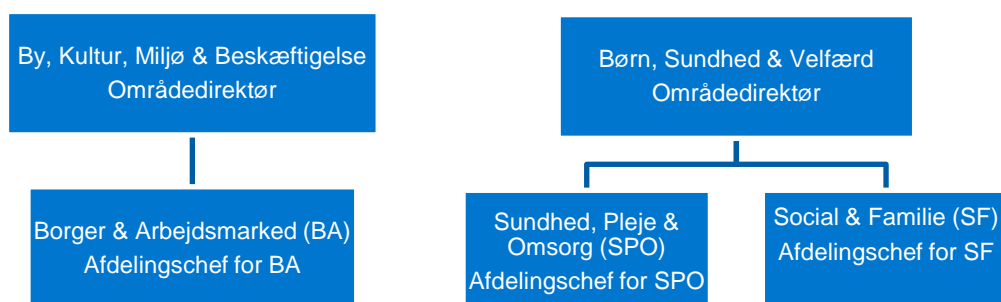 By, Kultur, Miljø & Beskæftigelse
Områdedirektør
Børn, Sundhed & Velfærd
Områdedirektør
Borger & Arbejdsmarked (BA)
Afdelingschef for BA
Sundhed, Pleje &
Omsorg (SPO)
Afdelingschef for SPO
Social & Familie (SF)
Afdelingschef for SF